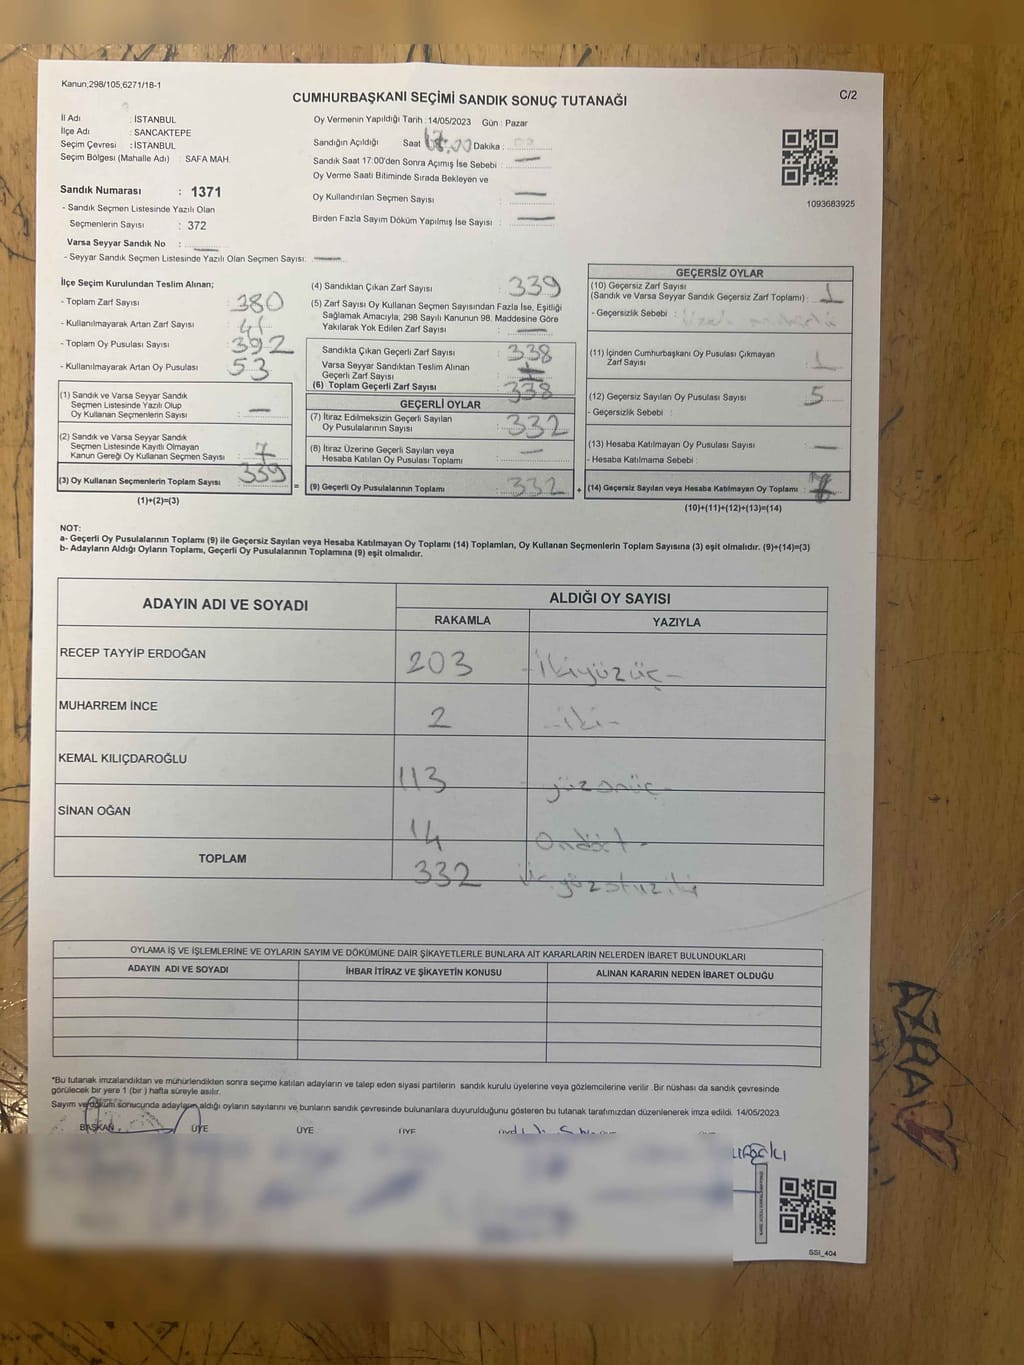 Kanun;298/105,6271/18-1
C/2
CUMHURBAŞKANI SEÇİMİ SANDIK SONUÇ TUTANAĞI
İl Adı : İSTANBUL
İlçe Adı : SANCAKTEPE
Seçim Çevresi : İSTANBUL
Seçim Bölgesi (Mahalle Adı) : SAFA MAH.
Sandık Numarası : 1371
- Sandık Seçmen Listesinde Yazılı Olan
Seçmenlerin Sayısı : 372
Varsa Seyyar Sandık No :
- Seyyar Sandık Seçmen Listesinde Yazılı Olan Seçmen Sayısı:
Oy Vermenin Yapıldığı Tarih : 14/05/2023 Gün : Pazar
Sandığın Açıldığı Saat Dakika :
Sandık Saat 17:00'den Sonra Açımış İse Sebebi :
Oy Verme Saati Bitiminde Sırada Bekleyen ve
Oy Kullandırılan Seçmen Sayısı :
Birden Fazla Sayım Döküm Yapılmış İse Sayısı :
1093683925
İlçe Seçim Kurulundan Teslim Alınan;
- Toplam Zarf Sayısı : 380
- Kullanılmayarak Artan Zarf Sayısı : 41
- Toplam Oy Pusulası Sayısı : 392
- Kullanılmayarak Artan Oy Pusulası : 53
(1) Sandık ve Varsa Seyyar Sandık
Seçmen Listesinde Yazılı Olup
Oy Kullanan Seçmenlerin Sayısı :
(2) Sandık ve Varsa Seyyar Sandık
Seçmen Listesinde Kayıtlı Olmayan
Kanun Gereği Oy Kullanan Seçmen Sayısı : 7
(3) Oy Kullanan Seçmenlerin Toplam Sayısı : 339
(1)+(2)=(3)
(4) Sandıktan Çıkan Zarf Sayısı : 339
(5) Zarf Sayısı Oy Kullanan Seçmen Sayısından Fazla İse, Eşitliği
Sağlamak Amacıyla; 298 Sayılı Kanunun 98. Maddesine Göre
Yakılarak Yok Edilen Zarf Sayısı :
Sandıkta Çıkan Geçerli Zarf Sayısı : 338
Varsa Seyyar Sandıktan Teslim Alınan
Geçerli Zarf Sayısı :
(6) Toplam Geçerli Zarf Sayısı : 338
GEÇERLİ OYLAR
(7) İtiraz Edilmeksizin Geçerli Sayılan
Oy Pusulalarının Sayısı : 332
(8) İtiraz Üzerine Geçerli Sayılan veya
Hesaba Katılan Oy Pusulası Toplamı :
= (9) Geçerli Oy Pusulalarının Toplamı : 332 +
GEÇERSİZ OYLAR
(10) Geçersiz Zarf Sayısı
(Sandık ve Varsa Seyyar Sandık Geçersiz Zarf Toplamı) : 1
- Geçersizlik Sebebi :
(11) İçinden Cumhurbaşkanı Oy Pusulası Çıkmayan
Zarf Sayısı : 1
(12) Geçersiz Sayılan Oy Pusulası Sayısı : 5
- Geçersizlik Sebebi :
(13) Hesaba Katılmayan Oy Pusulası Sayısı :
- Hesaba Katılmama Sebebi :
(14) Geçersiz Sayılan veya Hesaba Katılmayan Oy Toplamı : 7
(10)+(11)+(12)+(13)=(14)
NOT:
a- Geçerli Oy Pusulalarının Toplamı (9) ile Geçersiz Sayılan veya Hesaba Katılmayan Oy Toplamı (14) Toplamları, Oy Kullanan Seçmenlerin Toplam Sayısına (3) eşit olmalıdır. (9)+(14)=(3)
b- Adayların Aldığı Oyların Toplamı, Geçerli Oy Pusulalarının Toplamına (9) eşit olmalıdır.
ADAYIN ADI VE SOYADI
ALDIĞI OY SAYISI
RAKAMLA YAZIYLA
RECEP TAYYİP ERDOĞAN 203 -İkiyüzüç-
MUHARREM İNCE 2 -iki-
KEMAL KILIÇDAROĞLU 113 yüzonüç-
SİNAN OĞAN 14 Ondört-
TOPLAM 332 üçyüzotuziki
OYLAMA İŞ VE İŞLEMLERİNE VE OYLARIN SAYIM VE DÖKÜMÜNE DAİR ŞİKAYETLERLE BUNLARA AİT KARARLARIN NELERDEN İBARET BULUNDUKLARI
ADAYIN ADI VE SOYADI İHBAR İTİRAZ VE ŞİKAYETİN KONUSU ALINAN KARARIN NEDEN İBARET OLDUĞU
"Bu tutanak imzalandıktan ve mühürlendikten sonra seçime katılan adayların ve talep eden siyasi partilerin sandık kurulu üyelerine veya gözlemcilerine verilir. Bir nüshası da sandık çevresinde
görülecek bir yere 1 (bir ) hafta süreyle asılır.
Sayım ve döküm sonucunda adayların aldığı oyların sayılarını ve bunların sandık çevresinde bulunanlara duyurulduğunu gösteren bu tutanak tarafımızdan düzenlenerek imza edildi. 14/05/2023
BAŞKAN ÜYE ÜYE ÜYE
SSI_404